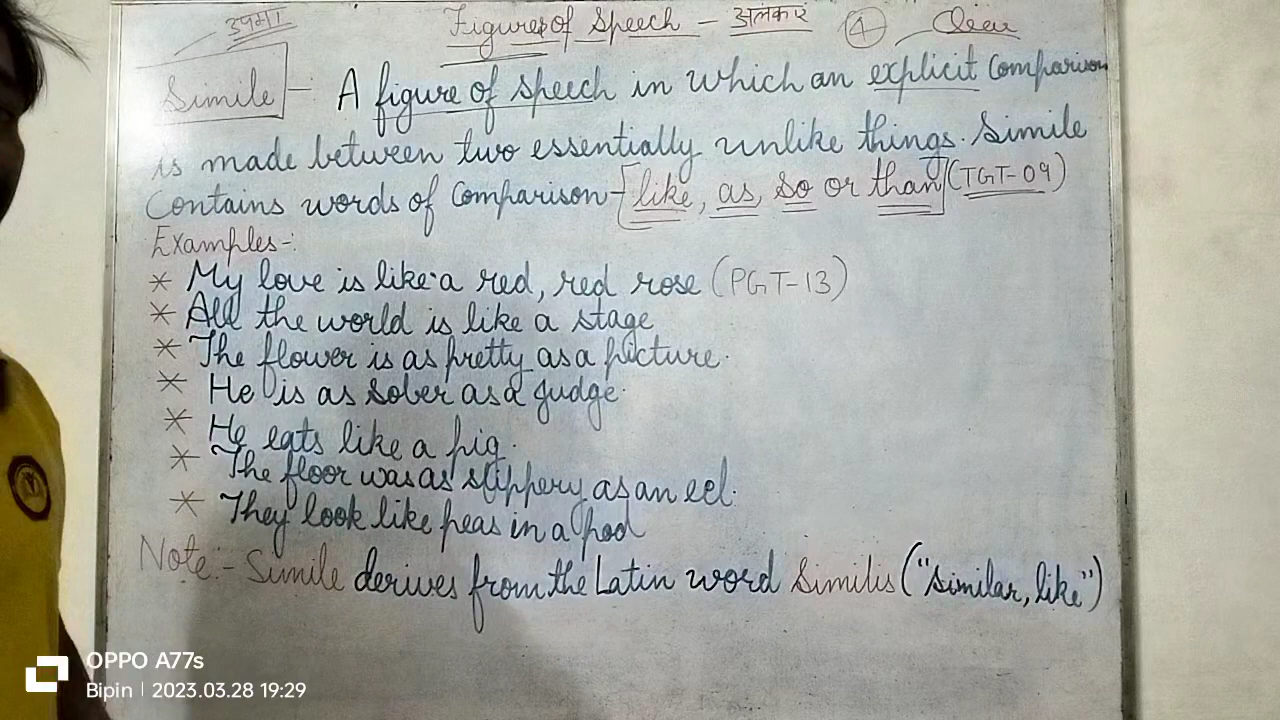 उपमा
Figures of Speech - अलंकार ④
Simile - A figure of speech in which an explicit Comparison
is made between two essentially unlike things. Simile
Contains words of Comparison - [like, as, so or than] (TGT-09)
Examples -:
* My love is like a red, red rose (PGT-13)
* All the world is like a stage
* The flower is as pretty as a picture.
* He is as sober as a judge.
* He eats like a pig.
* The floor was as slippery as an eel.
* They look like peas in a pod
Note:- Simile derives from the Latin word Similis ("similar, like")
OPPO A77s
Bipin | 2023.03.28 19:29